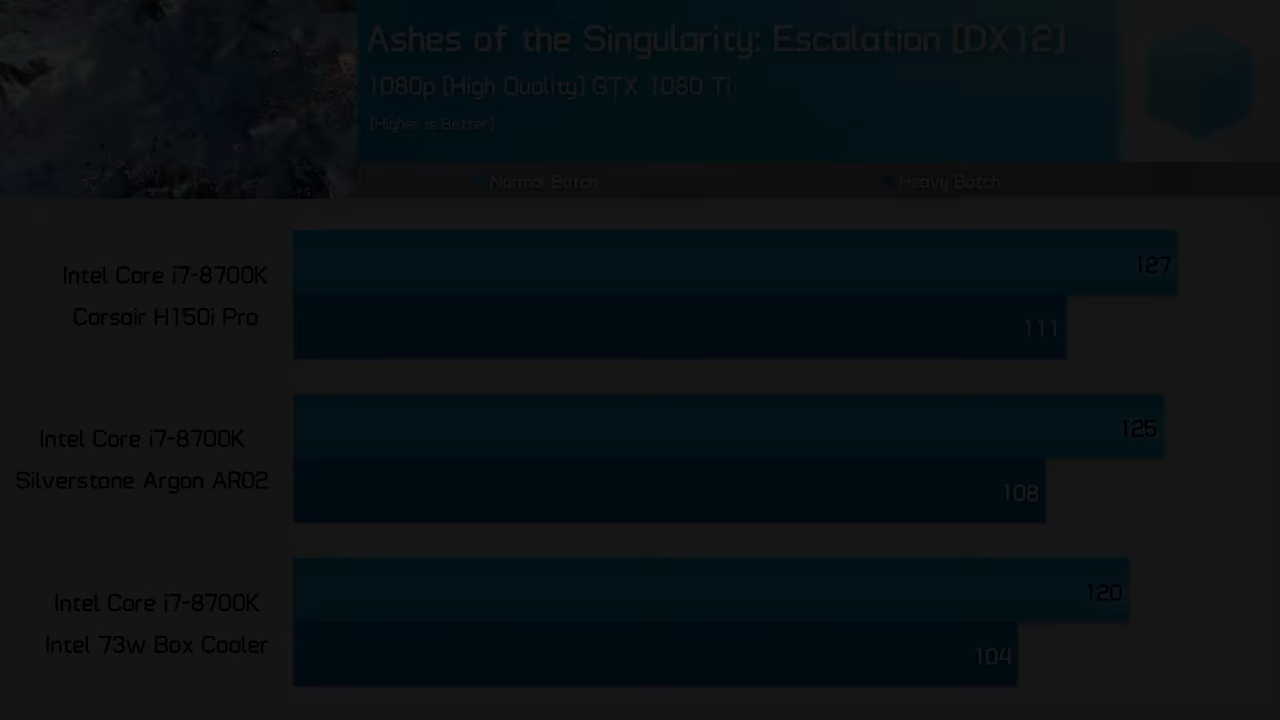 Ashes of the Singularity: Escalation [DX12]
1080p [High Quality] GTX 1080 Ti
[Higher is Better]
Normal Batch
Heavy Batch
Intel Core i7-8700K
Corsair H150i Pro
127
111
Intel Core i7-8700K
Silverstone Argon AR02
125
108
Intel Core i7-8700K
Intel 73w Box Cooler
120
104